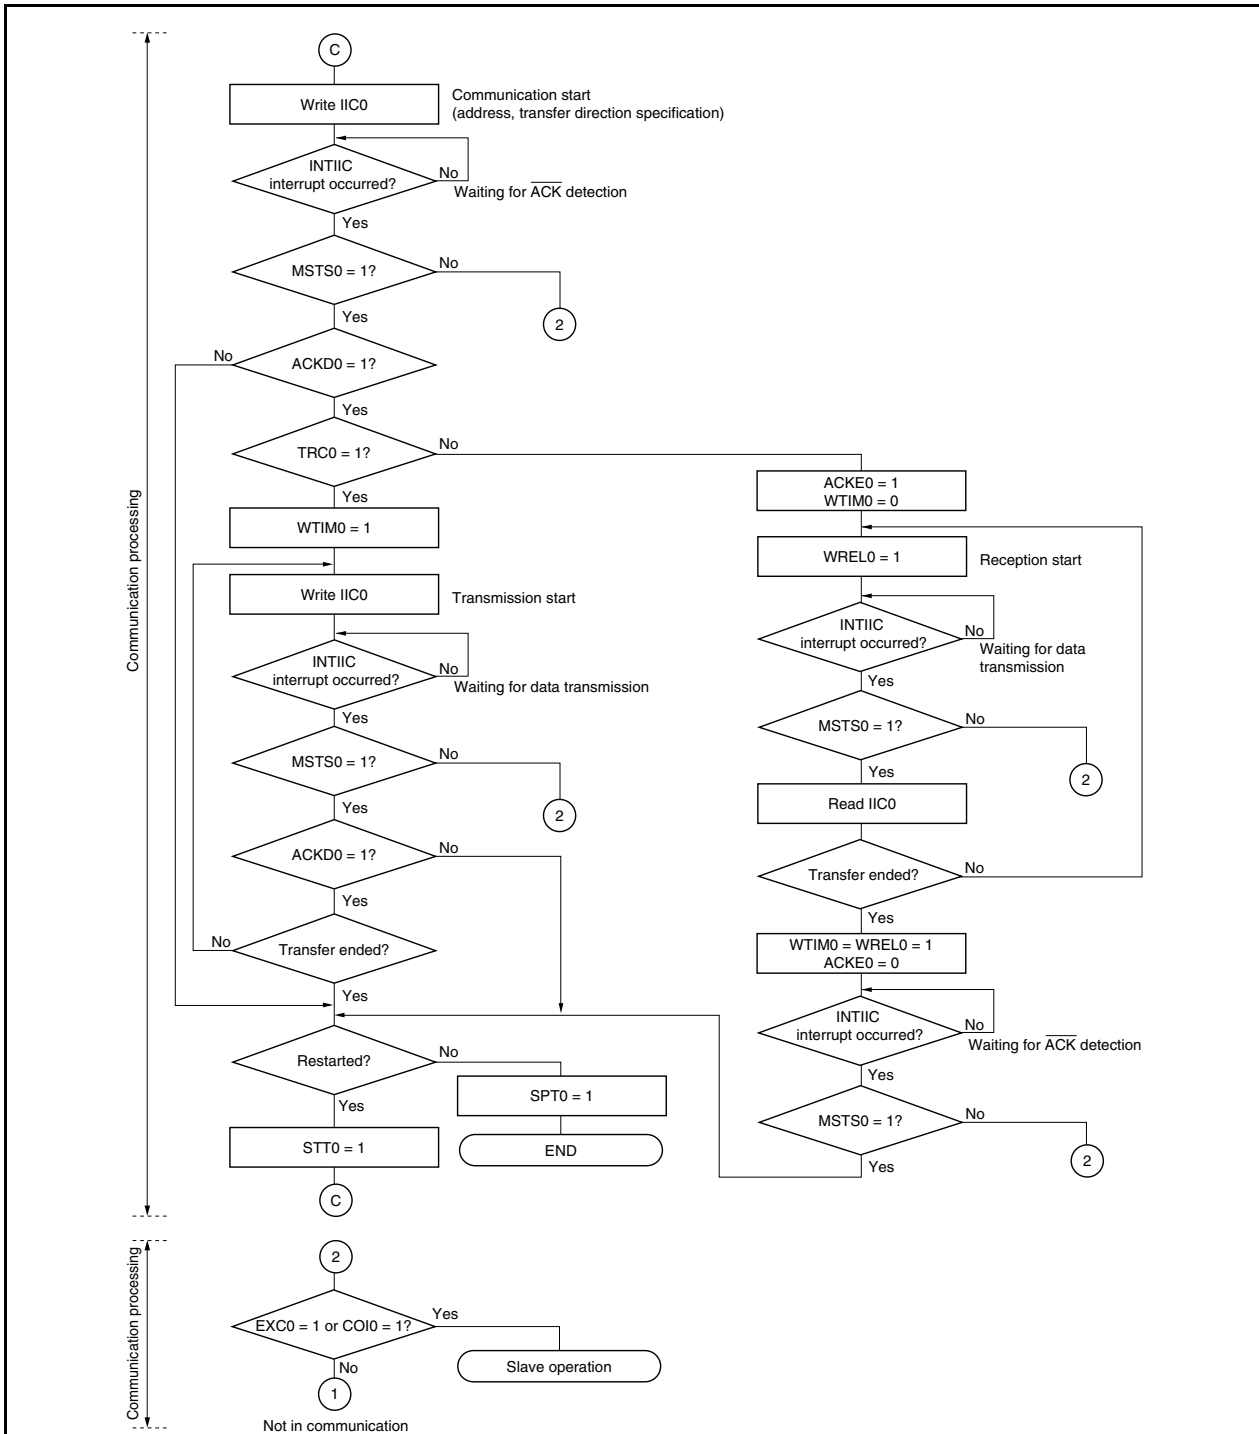 C
Write IIC0
Communication start
(address, transfer direction specification)
INTIIC
interrupt occurred?
No
Waiting for ACK detection
Yes
MSTS0 = 1?
No
2
Yes
ACKD0 = 1?
No
Yes
TRC0 = 1?
No
Yes
WTIM0 = 1
Write IIC0
Transmission start
INTIIC
interrupt occurred?
No
Waiting for data transmission
Yes
MSTS0 = 1?
No
2
Yes
ACKD0 = 1?
No
Yes
Transfer ended?
No
Yes
Restarted?
No
SPT0 = 1
END
Yes
STT0 = 1
C
ACKE0 = 1
WTIM0 = 0
WREL0 = 1
Reception start
INTIIC
interrupt occurred?
No
Waiting for data
transmission
Yes
MSTS0 = 1?
No
2
Yes
Read IIC0
Transfer ended?
No
Yes
WTIM0 = WREL0 = 1
ACKE0 = 0
INTIIC
interrupt occurred?
No
Waiting for ACK detection
Yes
MSTS0 = 1?
No
2
Yes
Communication processing
2
EXC0 = 1 or COI0 = 1?
Yes
Slave operation
No
1
Not in communication
Communication processing